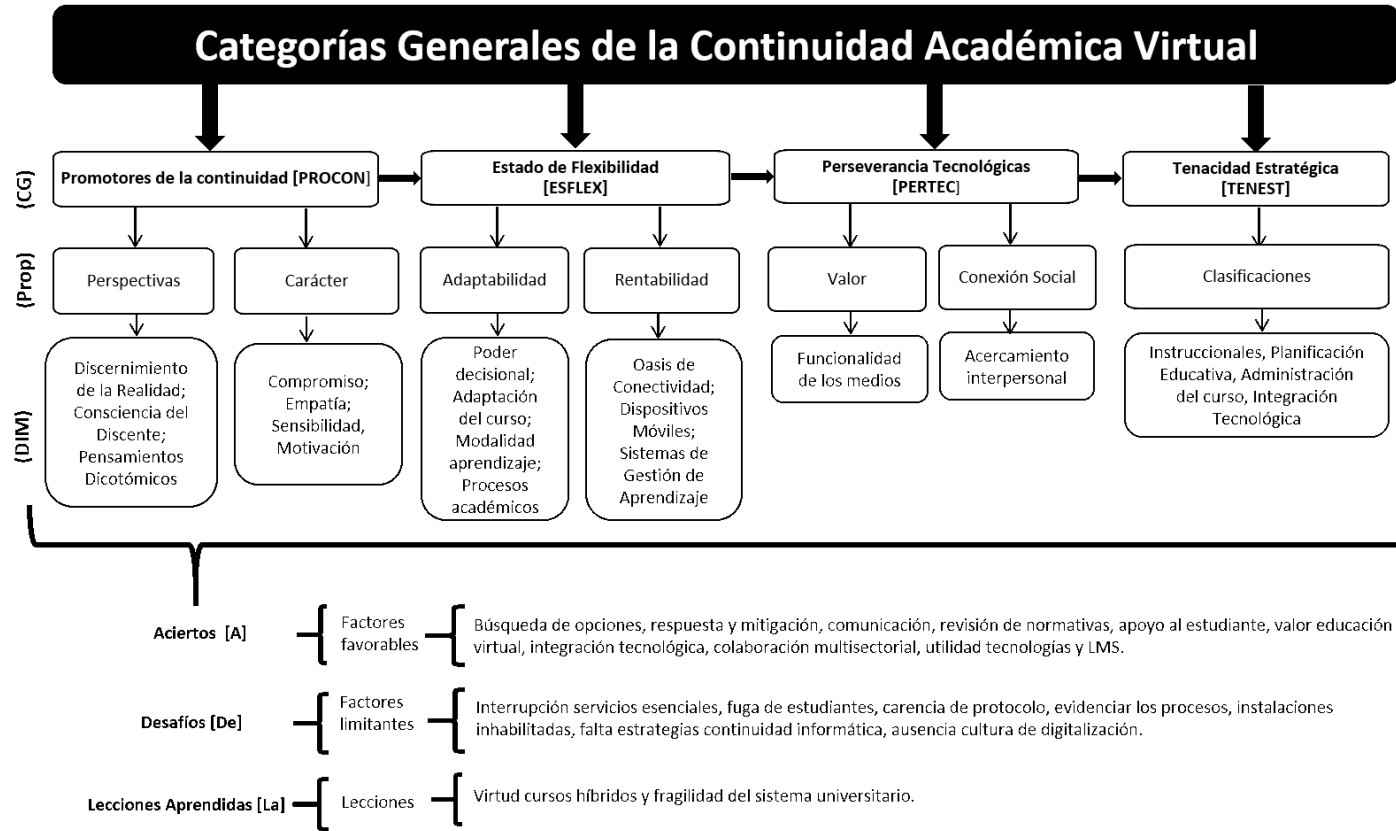 Categorías Generales de la Continuidad Académica Virtual
(CG)
Promotores de la continuidad [PROCON]
Estado de Flexibilidad
[ESFLEX]
Perseverancia Tecnológicas
[PERTEC]
Tenacidad Estratégica
[TENEST]
(Prop)
Perspectivas
Carácter
Adaptabilidad
Rentabilidad
Valor
Conexión Social
Clasificaciones
(DIM)
Discernimiento
de la Realidad;
Consciencia del
Discente;
Pensamientos
Dicotómicos
Compromiso;
Empatía;
Sensibilidad,
Motivación
Poder
decisional;
Adaptación
del curso;
Modalidad
aprendizaje;
Procesos
académicos
Oasis de
Conectividad;
Dispositivos
Móviles;
Sistemas de
Gestión de
Aprendizaje
Funcionalidad
de los medios
Acercamiento
interpersonal
Instruccionales, Planificación
Educativa, Administración
del curso, Integración
Tecnológica
Aciertos [A]
Factores
favorables
Búsqueda de opciones, respuesta y mitigación, comunicación, revisión de normativas, apoyo al estudiante, valor educación
virtual, integración tecnológica, colaboración multisectorial, utilidad tecnologías y LMS.
Desafíos [De]
Factores
limitantes
Interrupción servicios esenciales, fuga de estudiantes, carencia de protocolo, evidenciar los procesos, instalaciones
inhabilitadas, falta estrategias continuidad informática, ausencia cultura de digitalización.
Lecciones Aprendidas [La]
Lecciones
Virtud cursos híbridos y fragilidad del sistema universitario.